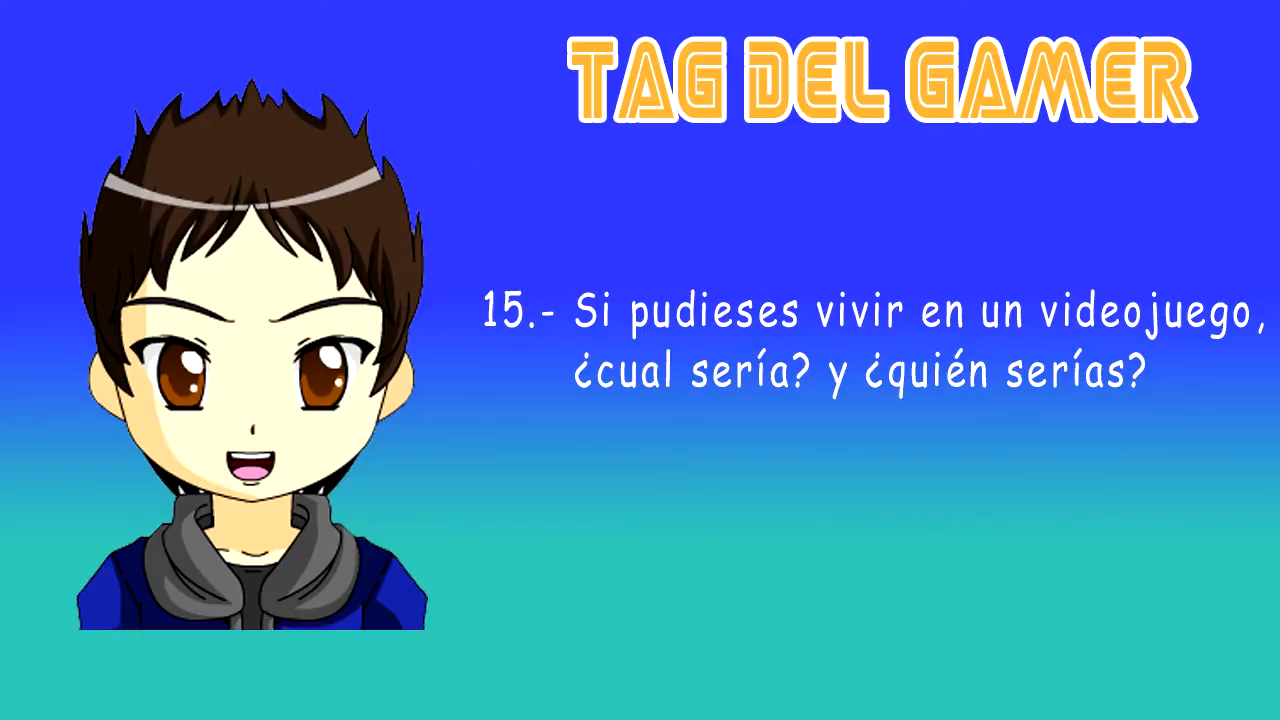 TAG DEL GAMER
15.- Si pudieses vivir en un videojuego,
¿cual sería? y ¿quién serías?